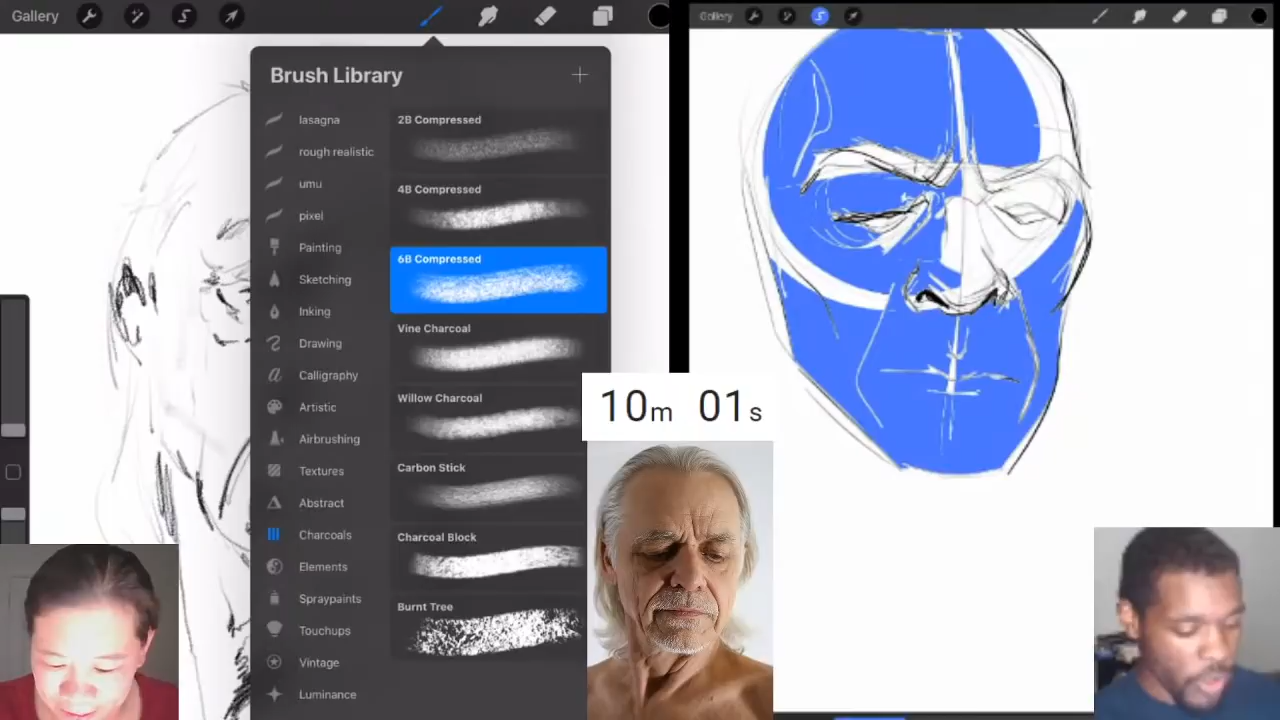 Gallery
Brush Library
lasagna
rough realistic
umu
pixel
Painting
Sketching
Inking
Drawing
Calligraphy
Artistic
Airbrushing
Textures
Abstract
Charcoals
Elements
Spraypaints
Touchups
Vintage
Luminance
2B Compressed
4B Compressed
6B Compressed
Vine Charcoal
Willow Charcoal
Carbon Stick
Charcoal Block
Burnt Tree
10m 01s
Gallery